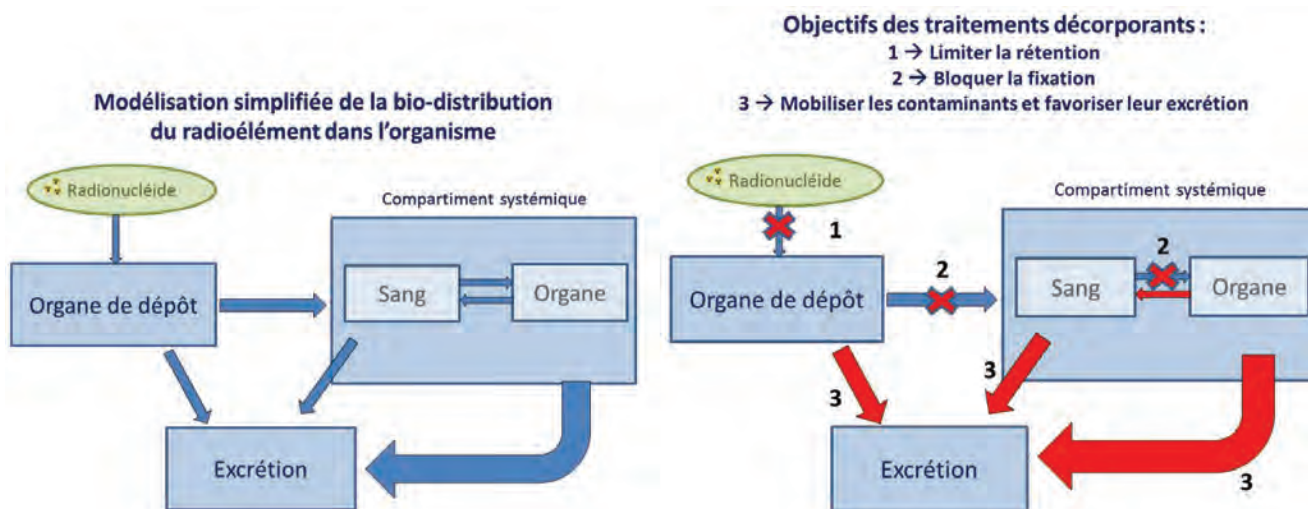 Modélisation simplifiée de la bio-distribution
du radioélément dans l'organisme
Radionucléide
Compartiment systémique
Organe de dépôt
Sang
Organe
Excrétion
Objectifs des traitements décorporants :
1 → Limiter la rétention
2 → Bloquer la fixation
3 → Mobiliser les contaminants et favoriser leur excrétion
Radionucléide
Compartiment systémique
1
2
2
Organe de dépôt
Sang
Organe
3
3
Excrétion
3